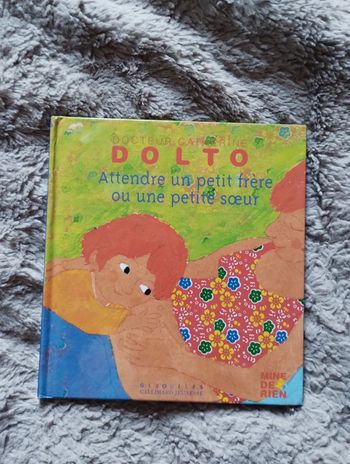 DOCTEUR CATHERINE
DOLTO
Attendre un petit frère
ou une petite sœur
MINE
DE
RIEN
GIBOULÉES
GALLIMARD JEUNESSE